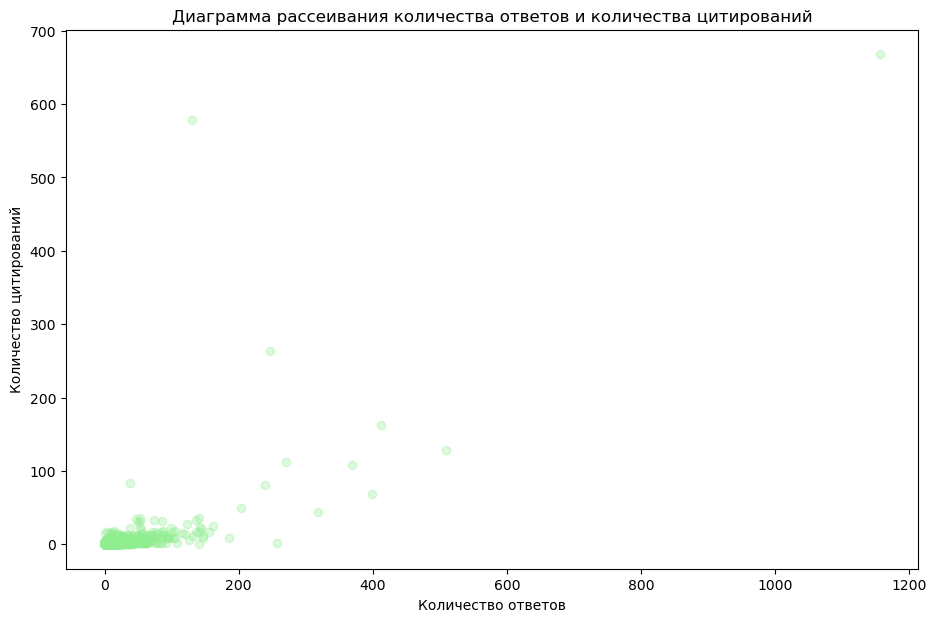 Диаграмма рассеивания количества ответов и количества цитирований
700
600
500
400
300
200
100
0
Количество цитирований
0 200 400 600 800 1000 1200
Количество ответов